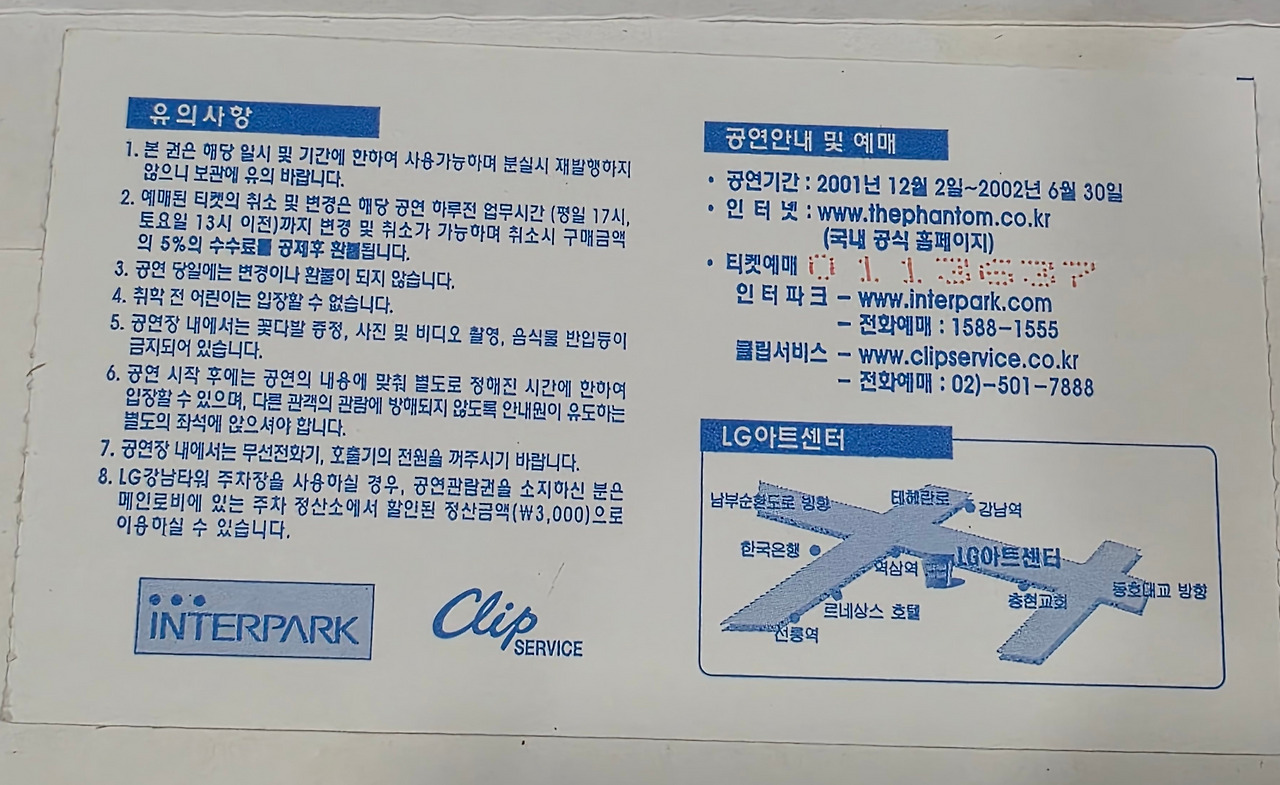 유의사항
1. 본 권은 해당 일시 및 기간에 한하여 사용가능하며 분실시 재발행하지
않으니 보관에 유의 바랍니다.
2. 예매된 티켓의 취소 및 변경은 해당 공연 하루전 업무시간 (평일 17시,
토요일 13시 이전)까지 변경 및 취소가 가능하며 취소시 구매금액
의 5%의 수수료를 공제후 환불됩니다.
3. 공연 당일에는 변경이나 환불이 되지 않습니다.
4. 취학 전 어린이는 입장할 수 없습니다.
5. 공연장 내에서는 꽃다발 증정, 사진 및 비디오 촬영, 음식물 반입등이
금지되어 있습니다.
6. 공연 시작 후에는 공연의 내용에 맞춰 별도로 정해진 시간에 한하여
입장할 수 있으며, 다른 관객의 관람에 방해되지 않도록 안내원이 유도하는
별도의 좌석에 앉으셔야 합니다.
7. 공연장 내에서는 무선전화기, 호출기의 전원을 꺼주시기 바랍니다.
8. LG강남타워 주차장을 사용하실 경우, 공연관람권을 소지하신 분은
메인로비에 있는 주차 정산소에서 할인된 정산금액(₩3,000)으로
이용하실 수 있습니다.
INTERPARK
Clip SERVICE
공연안내 및 예매
• 공연기간 : 2001년 12월 2일~2002년 6월 30일
• 인 터 넷 : www.thephantom.co.kr
(국내 공식 홈페이지)
• 티켓예매 0113637
인 터 파 크 – www.interpark.com
– 전화예매 : 1588–1555
클립서비스 – www.clipservice.co.kr
– 전화예매 : 02)–501–7888
LG아트센터
남부순환도로 방향
테헤란로
강남역
한국은행
역삼역
LG아트센터
르네상스 호텔
충현교회
동호대교 방향
선릉역